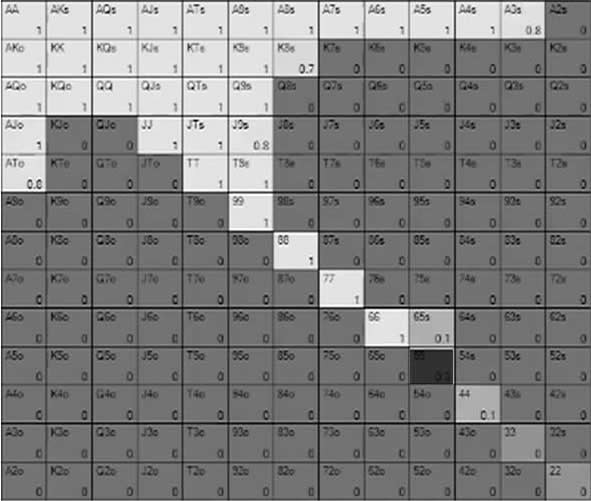 AA AKs AQs AJs ATs A9s A8s A7s A6s A5s A4s A3s A2s
1 1 1 1 1 1 1 1 1 1 1 0.8 0
AKo KK KQs KJs KTs K9s K8s K7s K6s K5s K4s K3s K2s
1 1 1 1 1 1 0.7 0 0 0 0 0 0
AQo KQo QQ QJs QTs Q9s Q8s Q7s Q6s Q5s Q4s Q3s Q2s
1 1 1 1 1 1 0 0 0 0 0 0 0
AJo KJo QJo JJ JTs J9s J8s J7s J6s J5s J4s J3s J2s
1 0 0 1 1 0.8 0 0 0 0 0 0 0
ATo KTo QTo JTo TT T9s T8s T7s T6s T5s T4s T3s T2s
0.8 0 0 0 1 1 0 0 0 0 0 0 0
A9o K9o Q9o J9o T9o 99 98s 97s 96s 95s 94s 93s 92s
0 0 0 0 0 1 0 0 0 0 0 0 0
A8o K8o Q8o J8o T8o 98o 88 87s 86s 85s 84s 83s 82s
0 0 0 0 0 0 1 0 0 0 0 0 0
A7o K7o Q7o J7o T7o 97o 87o 77 76s 75s 74s 73s 72s
0 0 0 0 0 0 0 1 0 0 0 0 0
A6o K6o Q6o J6o T6o 96o 86o 76o 66 65s 64s 63s 62s
0 0 0 0 0 0 0 0 1 0.1 0 0 0
A5o K5o Q5o J5o T5o 95o 85o 75o 65o 55 54s 53s 52s
0 0 0 0 0 0 0 0 0 0 0 0
A4o K4o Q4o J4o T4o 94o 84o 74o 64o 54o 44 43s 42s
0 0 0 0 0 0 0 0 0 0 0.1 0 0
A3o K3o Q3o J3o T3o 93o 83o 73o 63o 53o 43o 33 32s
0 0 0 0 0 0 0 0 0 0 0 0 0
A2o K2o Q2o J2o T2o 92o 82o 72o 62o 52o 42o 32o 22
0 0 0 0 0 0 0 0 0 0 0 0 0